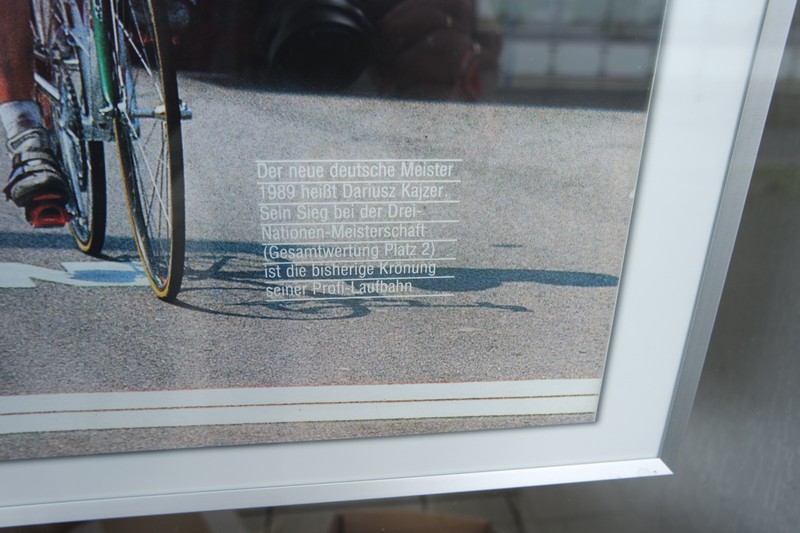 Der neue deutsche Meister
1989 heißt Dariusz Kajzer.
Sein Sieg bei der Drei-
Nationen-Meisterschaft
(Gesamtwertung Platz 2)
ist die bisherige Krönung
seiner Profi-Laufbahn